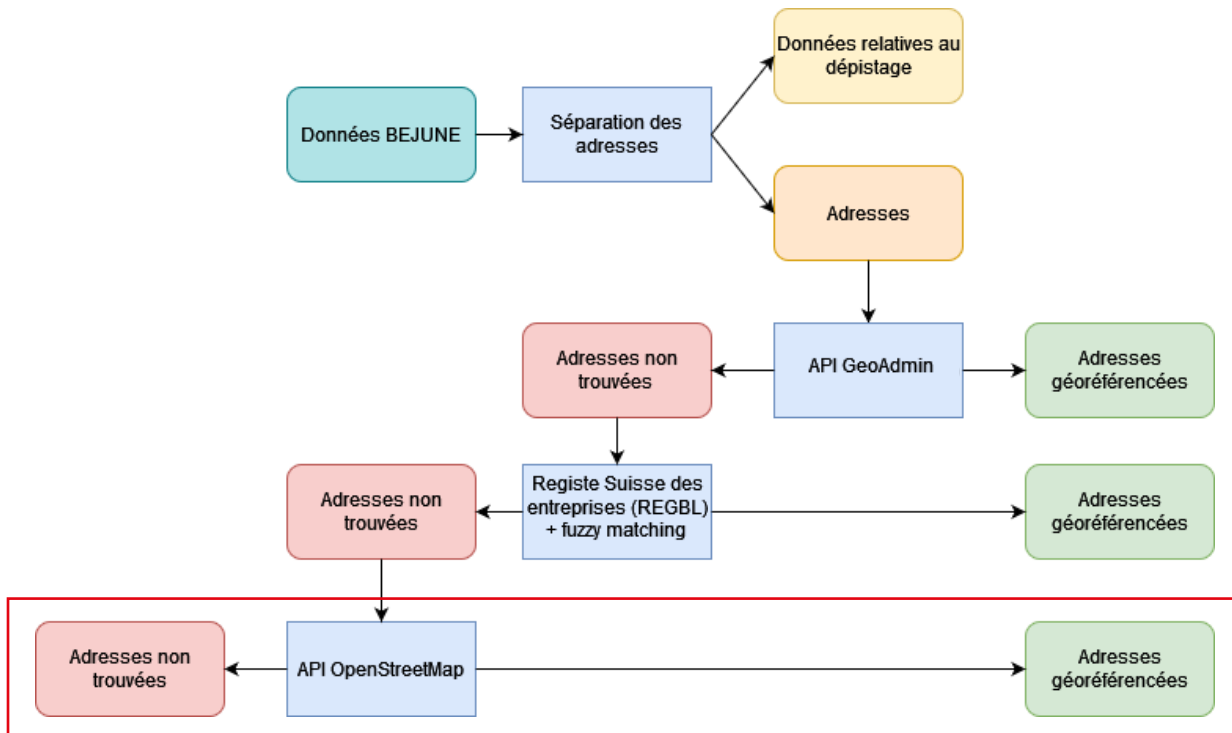 Données relatives au
dépistage
Données BEJUNE
Séparation des
adresses
Adresses
Adresses non
trouvées
API GeoAdmin
Adresses
géoréférencées
Adresses non
trouvées
Registe Suisse des
entreprises (REGBL)
+ fuzzy matching
Adresses
géoréférencées
Adresses non
trouvées
API OpenStreetMap
Adresses
géoréférencées